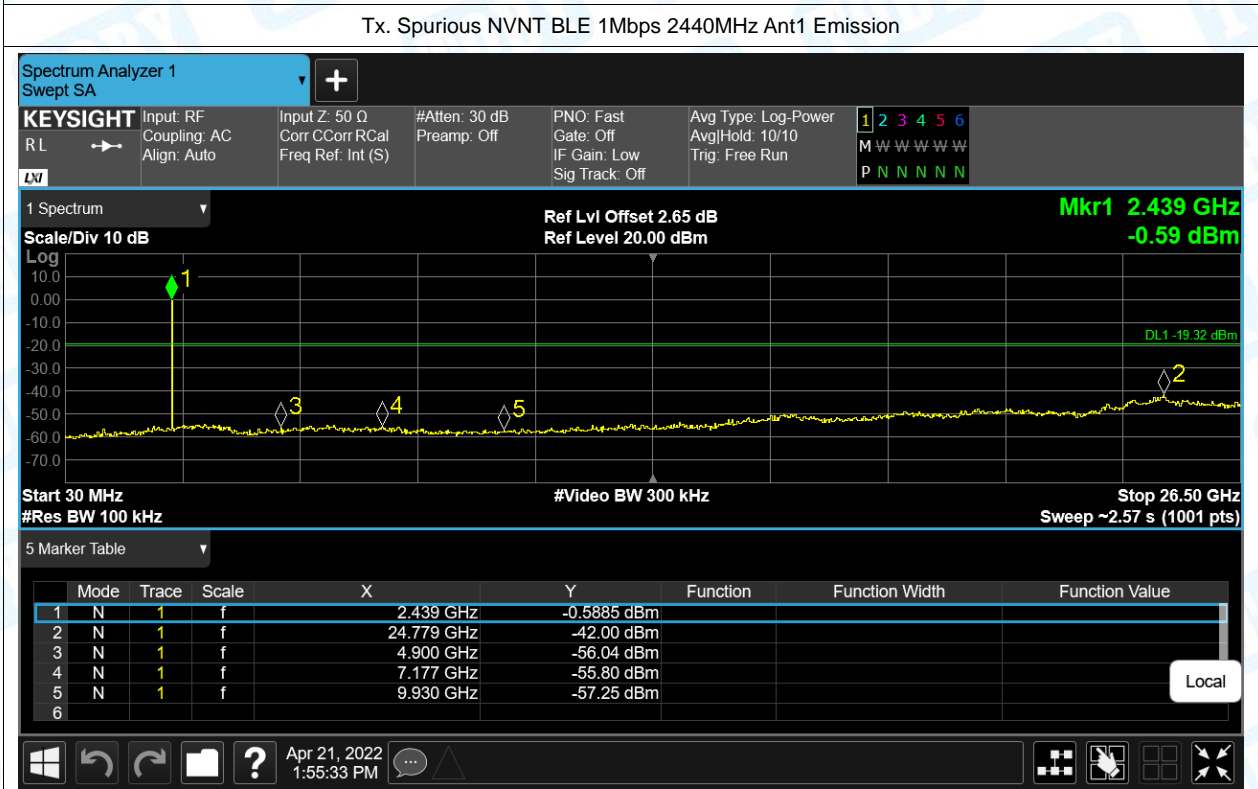 Tx. Spurious NVNT BLE 1Mbps 2440MHz Ant1 Emission
Spectrum Analyzer 1
Swept SA
KEYSIGHT
R L
LXI
Input: RF
Coupling: AC
Align: Auto
Input Z: 50 Ω
Corr CCorr RCal
Freq Ref: Int (S)
#Atten: 30 dB
Preamp: Off
PNO: Fast
Gate: Off
IF Gain: Low
Sig Track: Off
Avg Type: Log-Power
Avg|Hold: 10/10
Trig: Free Run
1 2 3 4 5 6
M W W W W W
P N N N N N
1 Spectrum
Scale/Div 10 dB
Ref Lvl Offset 2.65 dB
Ref Level 20.00 dBm
Mkr1 2.439 GHz
-0.59 dBm
Log
10.0
0.00
-10.0
-20.0
-30.0
-40.0
-50.0
-60.0
-70.0
1
DL1 -19.32 dBm
2
3
4
5
Start 30 MHz
#Res BW 100 kHz
#Video BW 300 kHz
Stop 26.50 GHz
Sweep ~2.57 s (1001 pts)
5 Marker Table
Mode Trace Scale X Y Function Function Width Function Value
1 N 1 f 2.439 GHz -0.5885 dBm
2 N 1 f 24.779 GHz -42.00 dBm
3 N 1 f 4.900 GHz -56.04 dBm
4 N 1 f 7.177 GHz -55.80 dBm
5 N 1 f 9.930 GHz -57.25 dBm
6
Local
?
Apr 21, 2022
1:55:33 PM